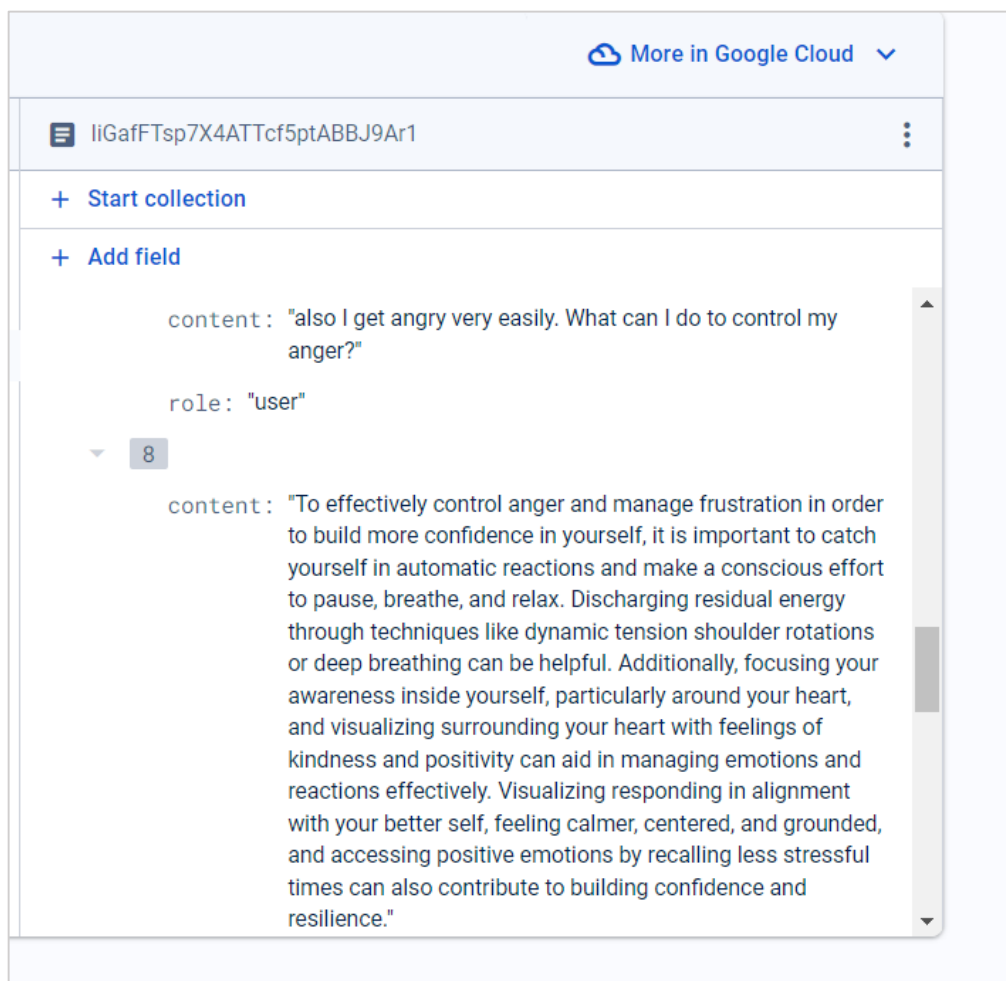 More in Google Cloud
liGafFTsp7X4ATTcf5ptABBJ9Ar1
+ Start collection
+ Add field
content: "also I get angry very easily. What can I do to control my
anger?"
role: "user"
8
content: "To effectively control anger and manage frustration in order
to build more confidence in yourself, it is important to catch
yourself in automatic reactions and make a conscious effort
to pause, breathe, and relax. Discharging residual energy
through techniques like dynamic tension shoulder rotations
or deep breathing can be helpful. Additionally, focusing your
awareness inside yourself, particularly around your heart,
and visualizing surrounding your heart with feelings of
kindness and positivity can aid in managing emotions and
reactions effectively. Visualizing responding in alignment
with your better self, feeling calmer, centered, and grounded,
and accessing positive emotions by recalling less stressful
times can also contribute to building confidence and
resilience."